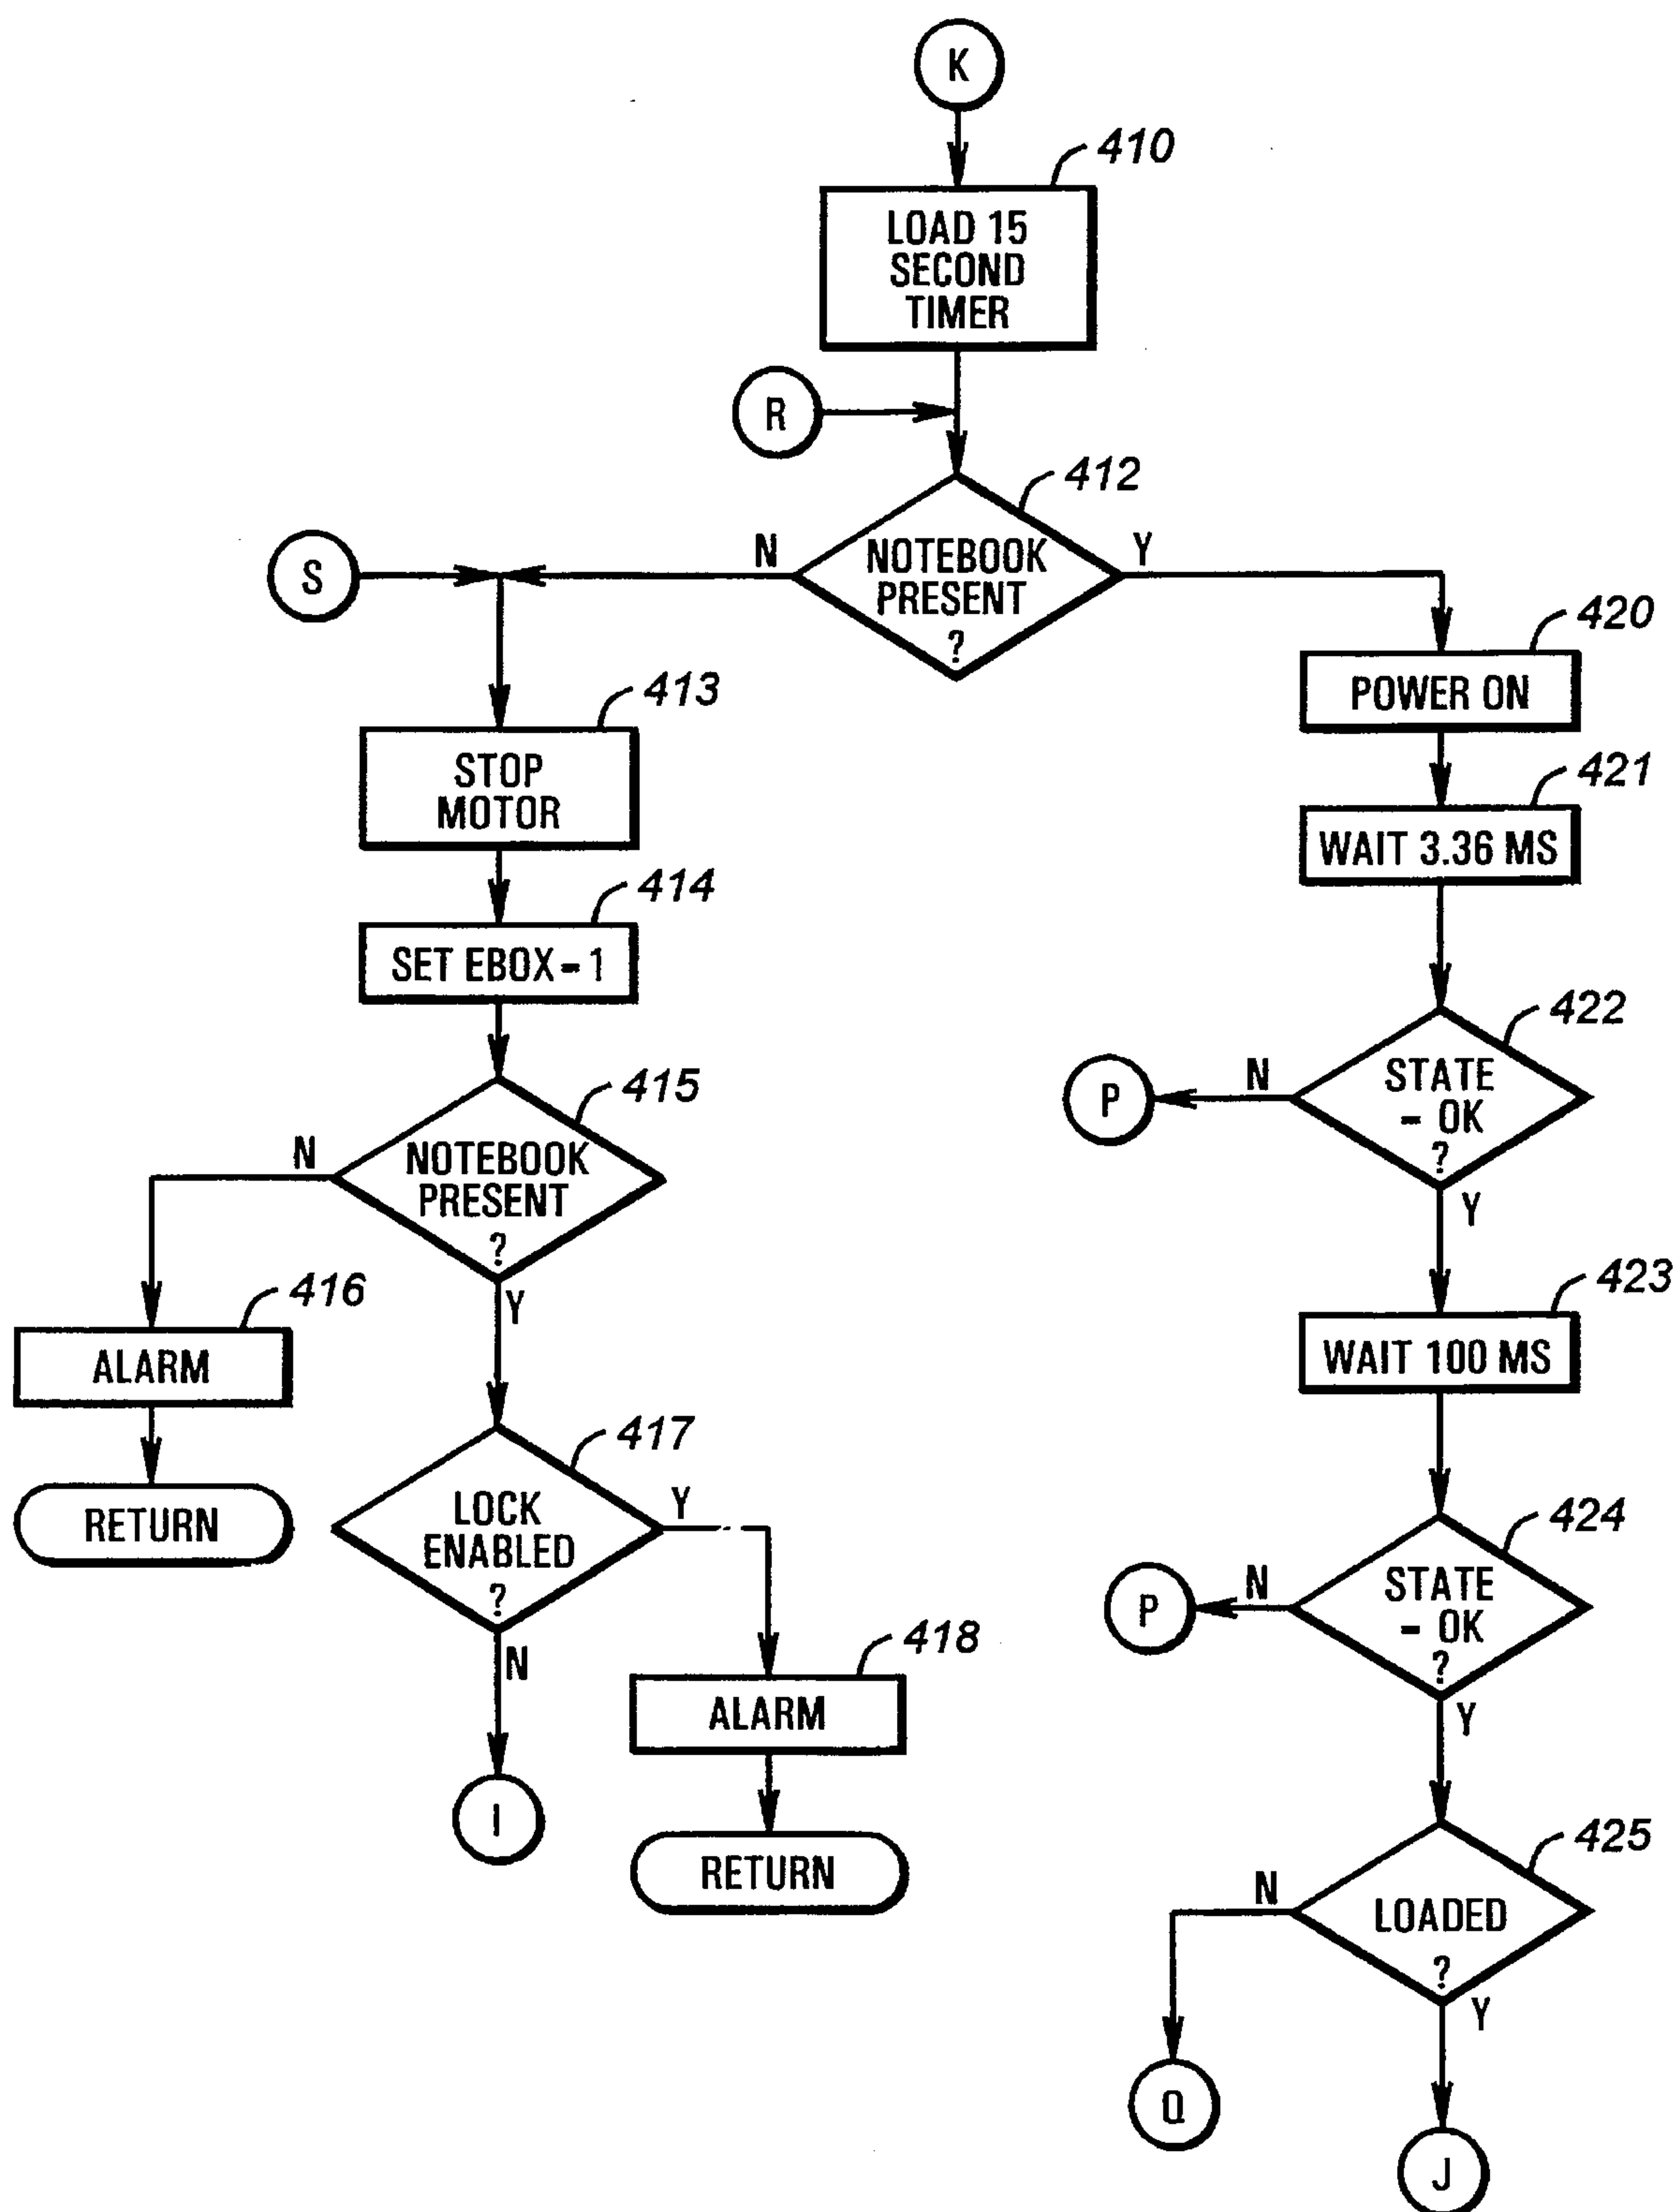 K
410
LOAD 15
SECOND
TIMER
R
412
NOTEBOOK
PRESENT
?
N
Y
S
413
STOP
MOTOR
414
SET EBOX = 1
415
NOTEBOOK
PRESENT
?
N
Y
416
ALARM
RETURN
417
LOCK
ENABLED
?
Y
N
418
ALARM
RETURN
I
420
POWER ON
421
WAIT 3.36 MS
422
STATE
= OK
?
N
P
Y
423
WAIT 100 MS
424
STATE
= OK
?
N
P
Y
425
LOADED
?
N
Y
Q
J